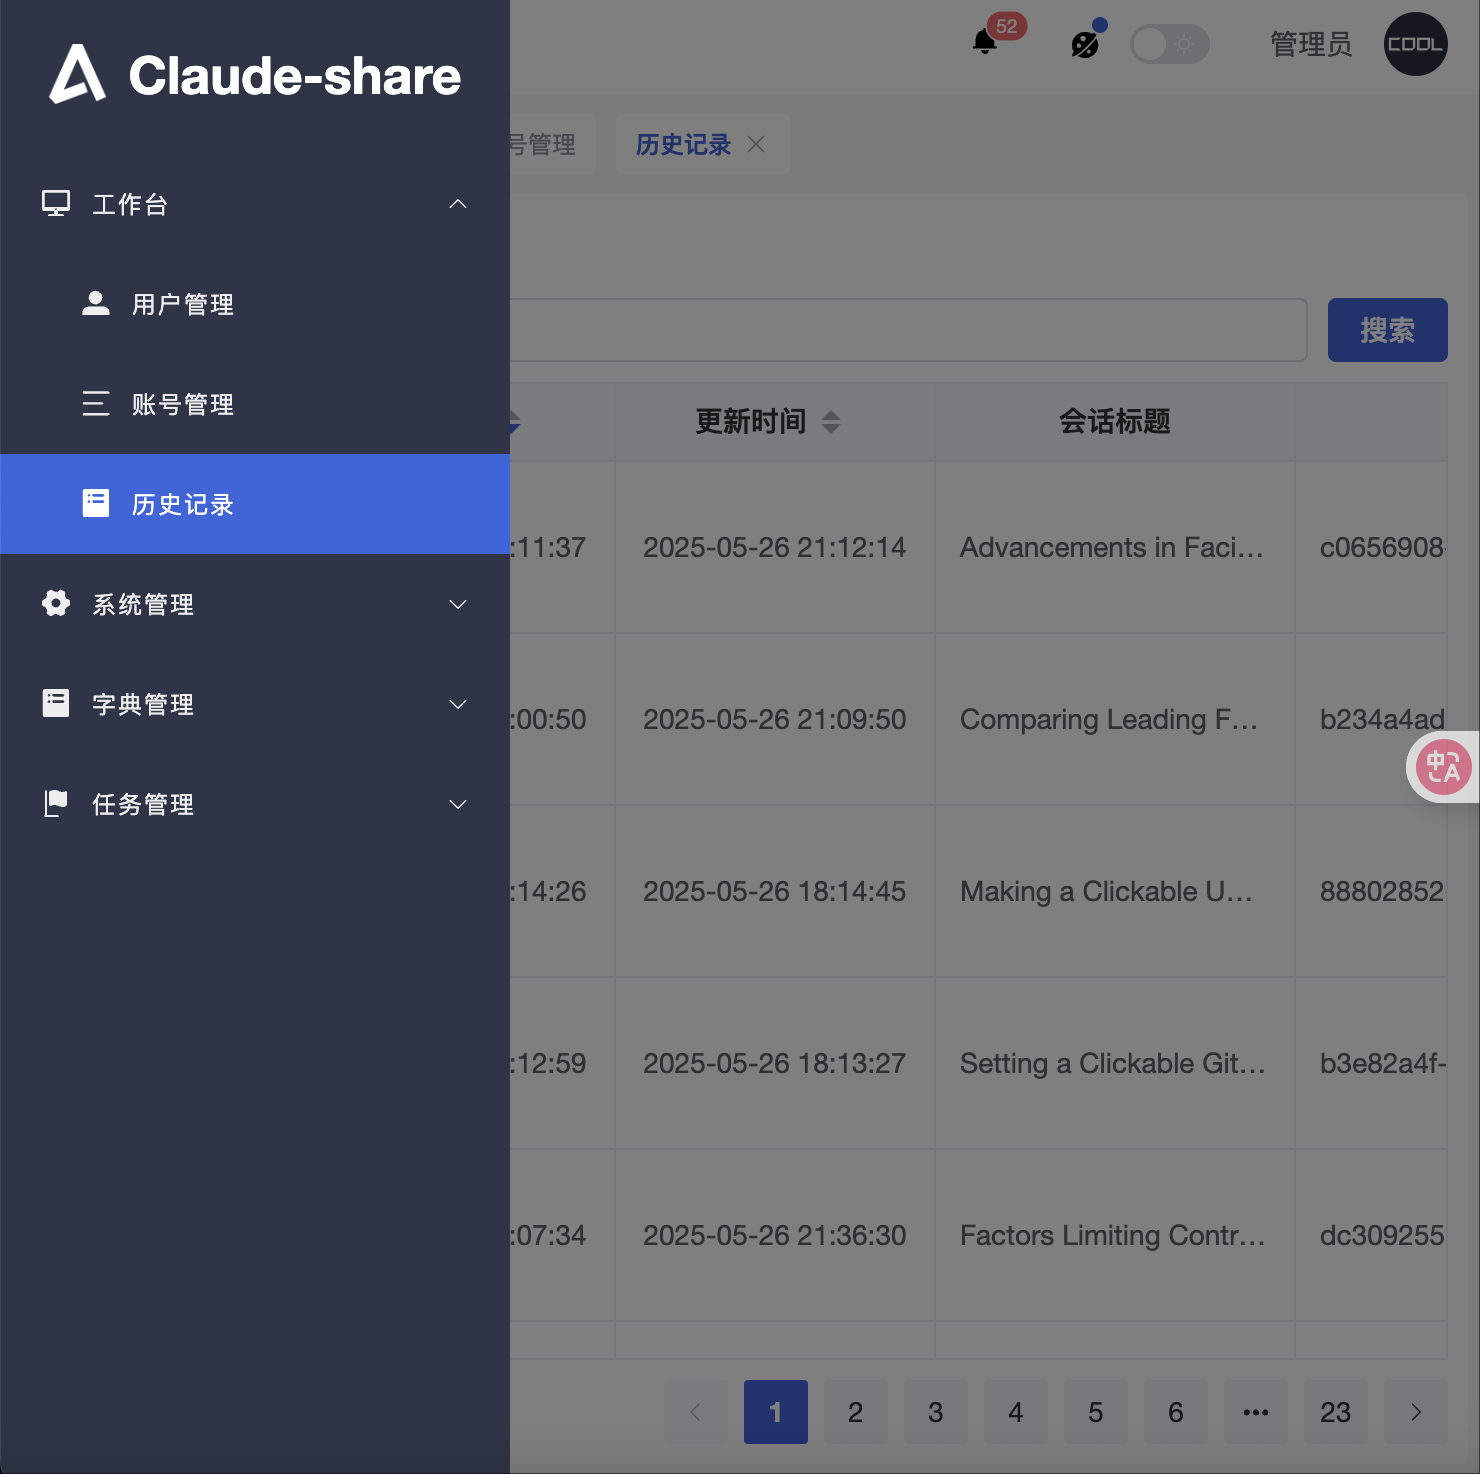 Claude-share
工作台
用户管理
账号管理
历史记录
系统管理
字典管理
任务管理
52
管理员
COOL
号管理
历史记录
搜索
更新时间
会话标题
:11:37
2025-05-26 21:12:14
Advancements in Faci...
c0656908-
:00:50
2025-05-26 21:09:50
Comparing Leading F...
b234a4ad
:14:26
2025-05-26 18:14:45
Making a Clickable U...
88802852
:12:59
2025-05-26 18:13:27
Setting a Clickable Git...
b3e82a4f-
:07:34
2025-05-26 21:36:30
Factors Limiting Contr...
dc309255
中 A
1 2 3 4 5 6 ••• 23